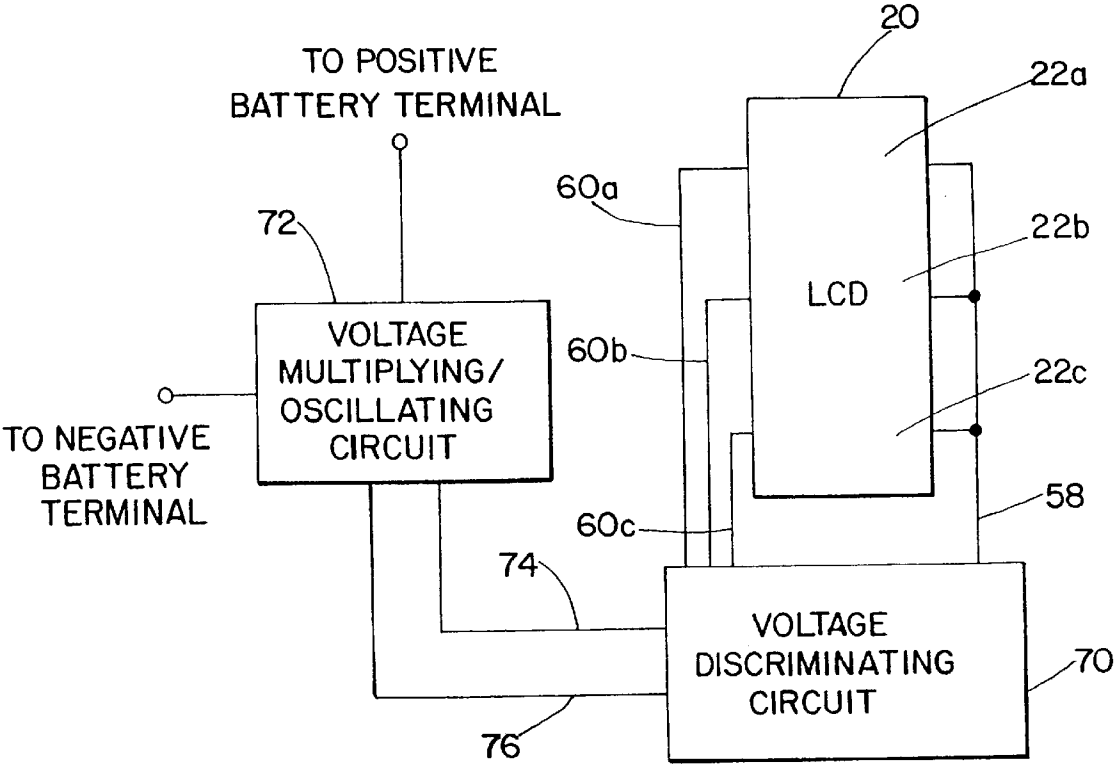 20
TO POSITIVE
BATTERY TERMINAL
22a
60a
72
22b
LCD
VOLTAGE
MULTIPLYING/
OSCILLATING
CIRCUIT
60b
22c
TO NEGATIVE
BATTERY
TERMINAL
58
60c
74
VOLTAGE
DISCRIMINATING
CIRCUIT
70
76